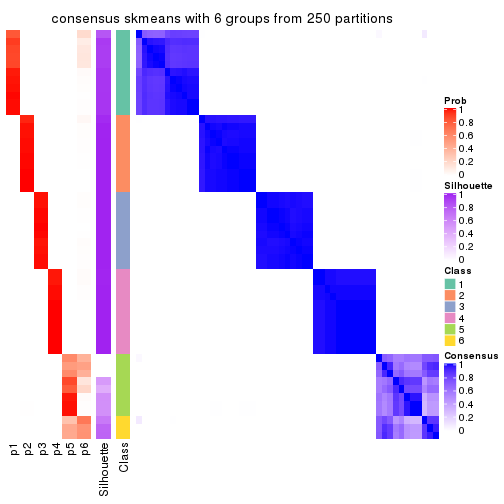 consensus skmeans with 6 groups from 250 partitions
Prob
1
0.8
0.6
0.4
0.2
0
Silhouette
1
0.8
0.6
0.4
0.2
0
Class
1
2
3
4
5
6
Consensus
1
0.8
0.6
0.4
0.2
0
p1
p2
p3
p4
p5
p6
Silhouette
Class